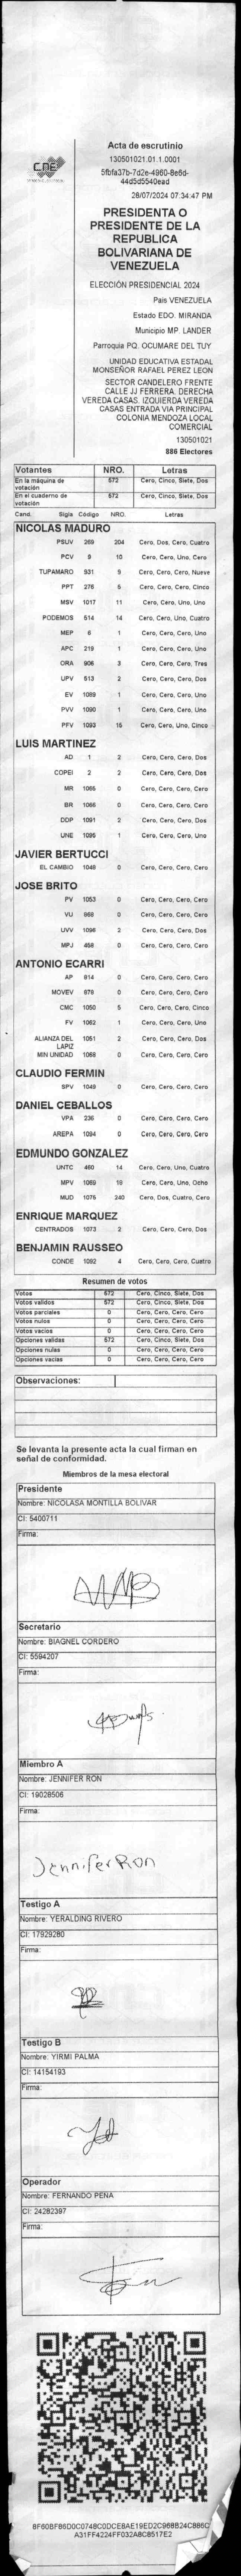 CNE
Acta de escrutinio
130501021.01.1.0001
5fbfa37b-7d2e-4960-8e6d-
44d5d5540ead
28/07/2024 07:34:47 PM
PRESIDENTA O
PRESIDENTE DE LA
REPUBLICA
BOLIVARIANA DE
VENEZUELA
ELECCIÓN PRESIDENCIAL 2024
Pais VENEZUELA
Estado EDO. MIRANDA
Municipio MP. LANDER
Parroquia PQ. OCUMARE DEL TUY
UNIDAD EDUCATIVA ESTADAL
MONSEÑOR RAFAEL PEREZ LEON
SECTOR CANDELERO FRENTE
CALLE JJ FERRERA. DERECHA
VEREDA CASAS. IZQUIERDA VEREDA
CASAS ENTRADA VIA PRINCIPAL
COLONIA MENDOZA LOCAL
COMERCIAL
130501021
886 Electores
Votantes NRO. Letras
En la máquina de votación 572 Cero, Cinco, Siete, Dos
En el cuaderno de votación 572 Cero, Cinco, Siete, Dos
Cand. Sigla Código NRO. Letras
NICOLAS MADURO
PSUV 269 204 Cero, Dos, Cero, Cuatro
PCV 9 10 Cero, Cero, Uno, Cero
TUPAMARO 931 9 Cero, Cero, Cero, Nueve
PPT 276 5 Cero, Cero, Cero, Cinco
MSV 1017 11 Cero, Cero, Uno, Uno
PODEMOS 514 14 Cero, Cero, Uno, Cuatro
MEP 6 1 Cero, Cero, Cero, Uno
APC 219 1 Cero, Cero, Cero, Uno
ORA 906 3 Cero, Cero, Cero, Tres
UPV 513 2 Cero, Cero, Cero, Dos
EV 1089 1 Cero, Cero, Cero, Uno
PVV 1090 1 Cero, Cero, Cero, Uno
PFV 1093 15 Cero, Cero, Uno, Cinco
LUIS MARTINEZ
AD 1 2 Cero, Cero, Cero, Dos
COPEI 2 2 Cero, Cero, Cero, Dos
MR 1065 0 Cero, Cero, Cero, Cero
BR 1066 0 Cero, Cero, Cero, Cero
DDP 1091 2 Cero, Cero, Cero, Dos
UNE 1095 1 Cero, Cero, Cero, Uno
JAVIER BERTUCCI
EL CAMBIO 1048 0 Cero, Cero, Cero, Cero
JOSE BRITO
PV 1053 0 Cero, Cero, Cero, Cero
VU 968 0 Cero, Cero, Cero, Cero
UVV 1096 2 Cero, Cero, Cero, Dos
MPJ 458 0 Cero, Cero, Cero, Cero
ANTONIO ECARRI
AP 914 0 Cero, Cero, Cero, Cero
MOVEV 979 0 Cero, Cero, Cero, Cero
CMC 1050 5 Cero, Cero, Cero, Cinco
FV 1062 1 Cero, Cero, Cero, Uno
ALIANZA DEL LAPIZ 1051 2 Cero, Cero, Cero, Dos
MIN UNIDAD 1068 0 Cero, Cero, Cero, Cero
CLAUDIO FERMIN
SPV 1049 0 Cero, Cero, Cero, Cero
DANIEL CEBALLOS
VPA 236 0 Cero, Cero, Cero, Cero
AREPA 1094 0 Cero, Cero, Cero, Cero
EDMUNDO GONZALEZ
UNTC 460 14 Cero, Cero, Uno, Cuatro
MPV 1069 18 Cero, Cero, Uno, Ocho
MUD 1075 240 Cero, Dos, Cuatro, Cero
ENRIQUE MARQUEZ
CENTRADOS 1073 2 Cero, Cero, Cero, Dos
BENJAMIN RAUSSEO
CONDE 1092 4 Cero, Cero, Cero, Cuatro
Resumen de votos
Votos 572 Cero, Cinco, Siete, Dos
Votos validos 572 Cero, Cinco, Siete, Dos
Votos parciales 0 Cero, Cero, Cero, Cero
Votos nulos 0 Cero, Cero, Cero, Cero
Votos vacios 0 Cero, Cero, Cero, Cero
Opciones validas 572 Cero, Cinco, Siete, Dos
Opciones nulas 0 Cero, Cero, Cero, Cero
Opciones vacias 0 Cero, Cero, Cero, Cero
Observaciones:
Se levanta la presente acta la cual firman en
señal de conformidad.
Miembros de la mesa electoral
Presidente
Nombre: NICOLASA MONTILLA BOLIVAR
CI: 5400711
Firma:
Secretario
Nombre: BIAGNEL CORDERO
CI: 5594207
Firma:
Miembro A
Nombre: JENNIFER RON
CI: 19028506
Firma:
Jennifer Ron
Testigo A
Nombre: YERALDING RIVERO
CI: 17929280
Firma:
Testigo B
Nombre: YIRMI PALMA
CI: 14154193
Firma:
Operador
Nombre: FERNANDO PEÑA
CI: 24282397
Firma:
8F60BFB6D0C0748C0DCE8AE19ED2C968B24C886C
A31FF4224FF032A8C8517E2